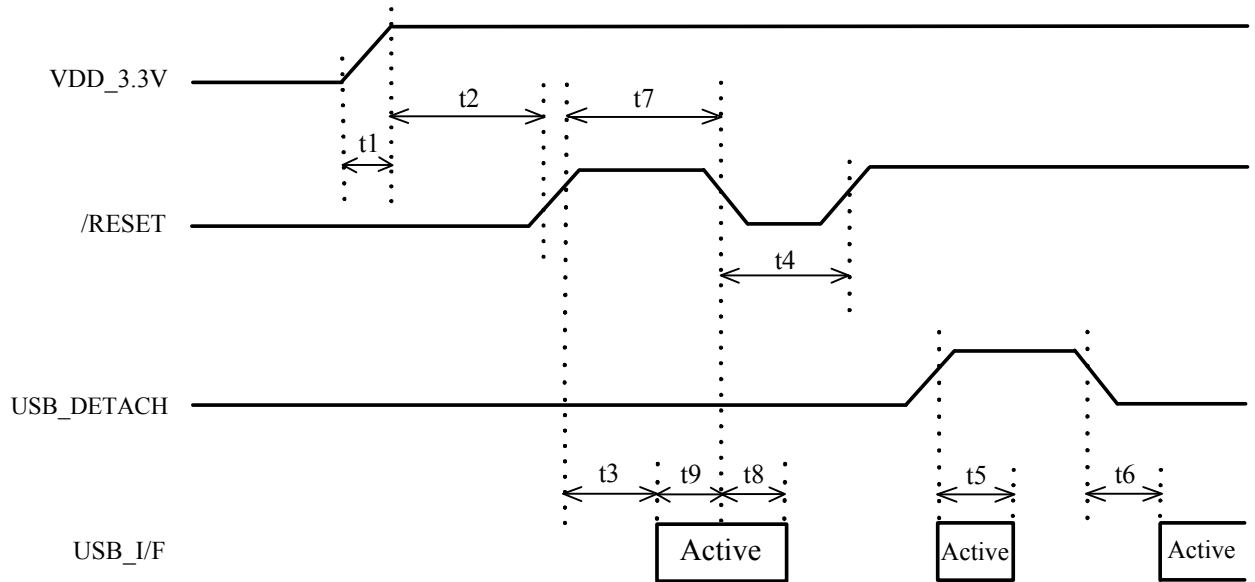 VDD_3.3V
t2
t7
t1
/RESET
t4
USB_DETACH
t3
t9
t8
t5
t6
USB_I/F
Active
Active
Active